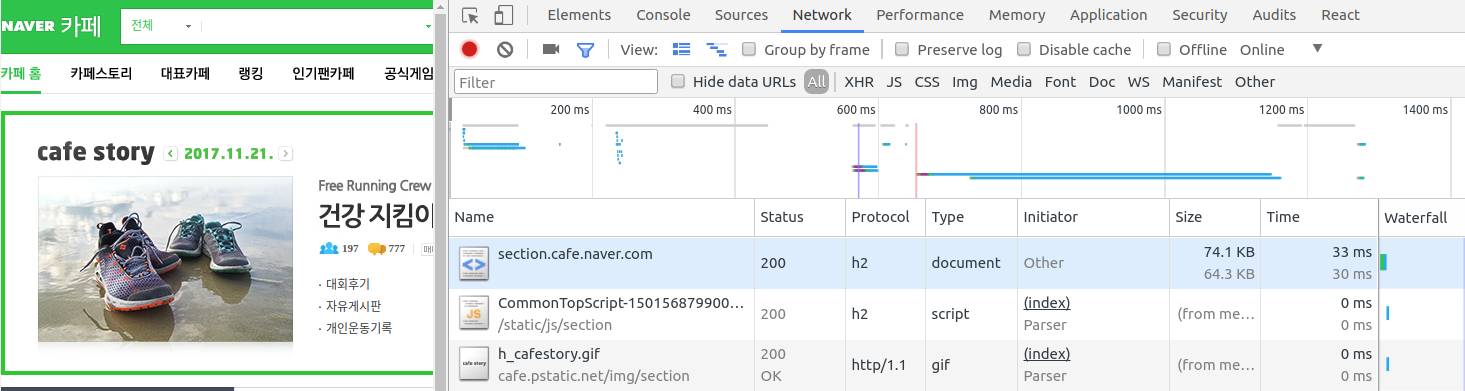 NAVER 카페 전체
카페 홈 카페스토리 대표카페 랭킹 인기팬카페 공식게임
cafe story 2017.11.21.
Free Running Crew
건강 지킴이
197 777
· 대회후기
· 자유게시판
· 개인운동기록
Elements Console Sources Network Performance Memory Application Security Audits React
View: Group by frame Preserve log Disable cache Offline Online
Filter Hide data URLs All XHR JS CSS Img Media Font Doc WS Manifest Other
200 ms 400 ms 600 ms 800 ms 1000 ms 1200 ms 1400 ms
Name Status Protocol Type Initiator Size Time Waterfall
section.cafe.naver.com 200 h2 document Other 74.1 KB 33 ms
64.3 KB 30 ms
JS CommonTopScript-150156879900… 200 h2 script (index) (from me… 0 ms
/static/js/section Parser 0 ms
cafe story h_cafestory.gif 200 http/1.1 gif (index) (from me… 0 ms
cafe.pstatic.net/img/section OK Parser 0 ms